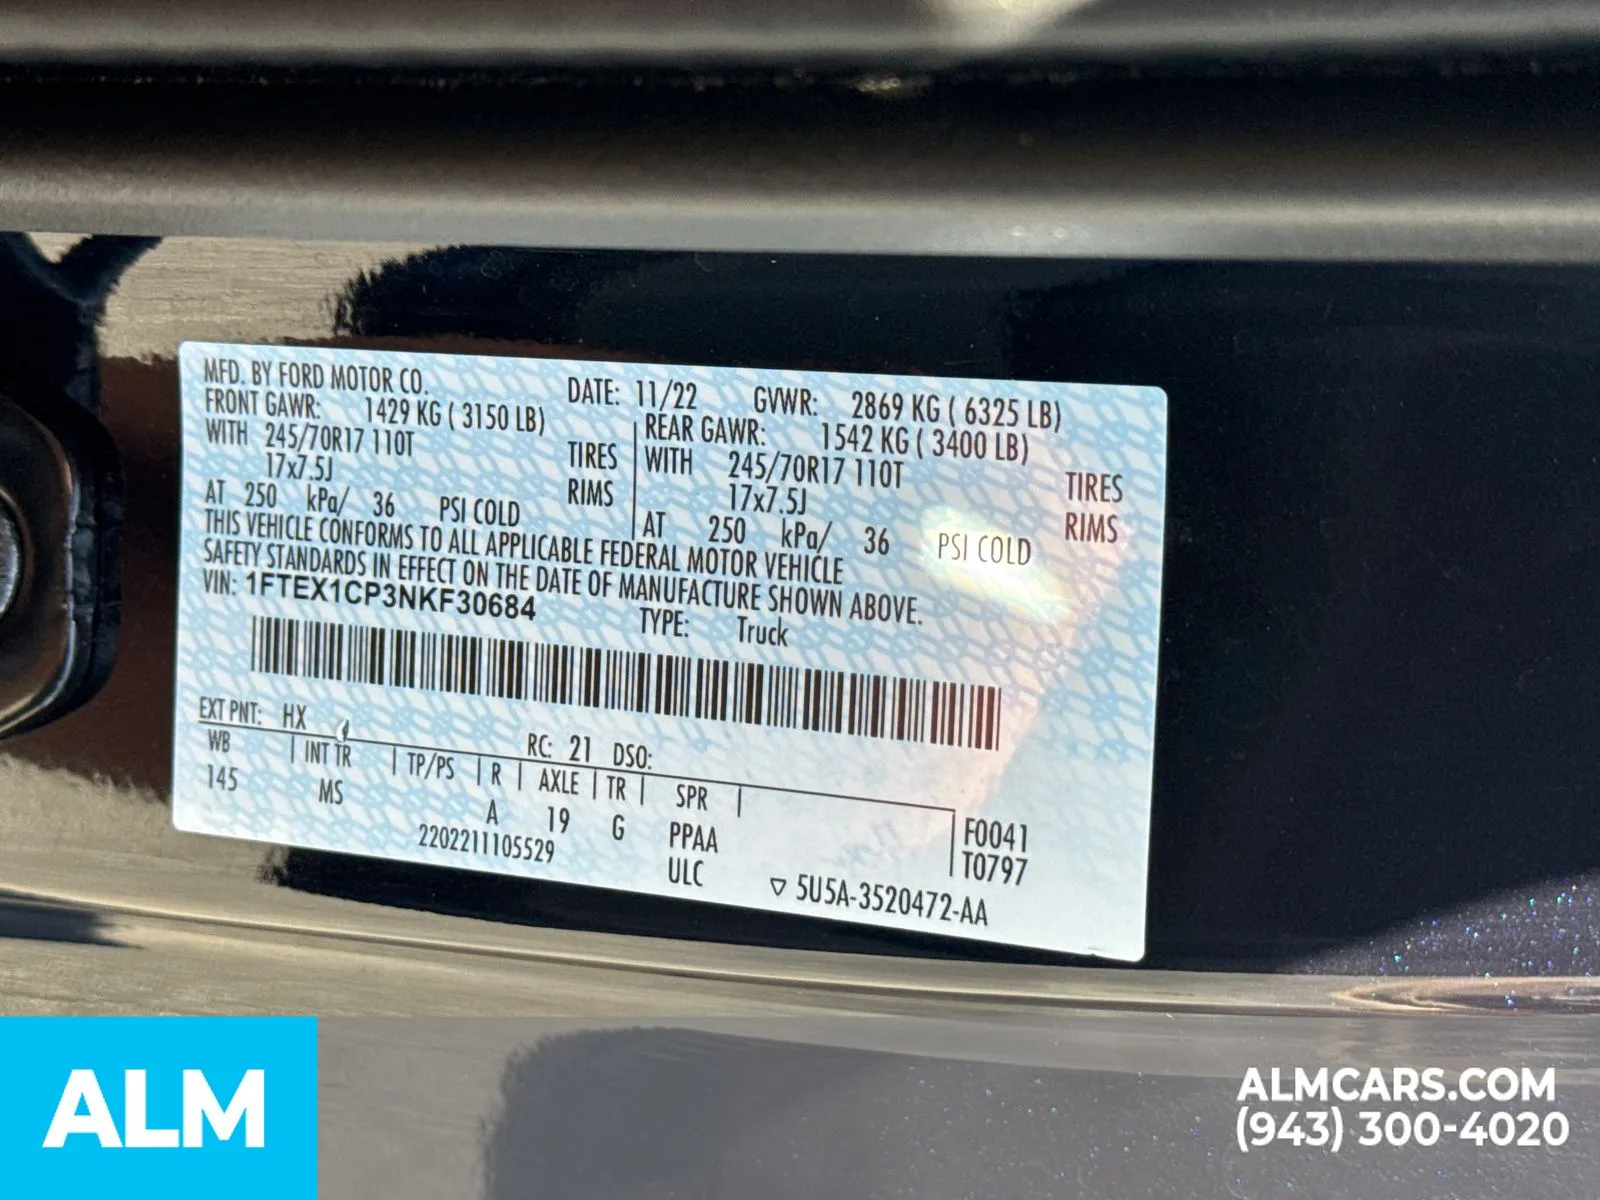 MFD. BY FORD MOTOR CO. DATE: 11/22 GVWR: 2869 KG ( 6325 LB)
FRONT GAWR: 1429 KG ( 3150 LB) REAR GAWR: 1542 KG ( 3400 LB)
WITH 245/70R17 110T TIRES WITH 245/70R17 110T TIRES
17x7.5J RIMS 17x7.5J RIMS
AT 250 kPa/ 36 PSI COLD AT 250 kPa/ 36 PSI COLD
THIS VEHICLE CONFORMS TO ALL APPLICABLE FEDERAL MOTOR VEHICLE
SAFETY STANDARDS IN EFFECT ON THE DATE OF MANUFACTURE SHOWN ABOVE.
VIN: 1FTEX1CP3NKF30684 TYPE: Truck
EXT PNT: HX RC: 21 DSO:
WB INT TR TP/PS R AXLE TR SPR
145 MS A 19 G PPAA F0041
2202211105529 ULC T0797
▽ 5U5A-3520472-AA
ALM
ALMCARS.COM
(943) 300-4020